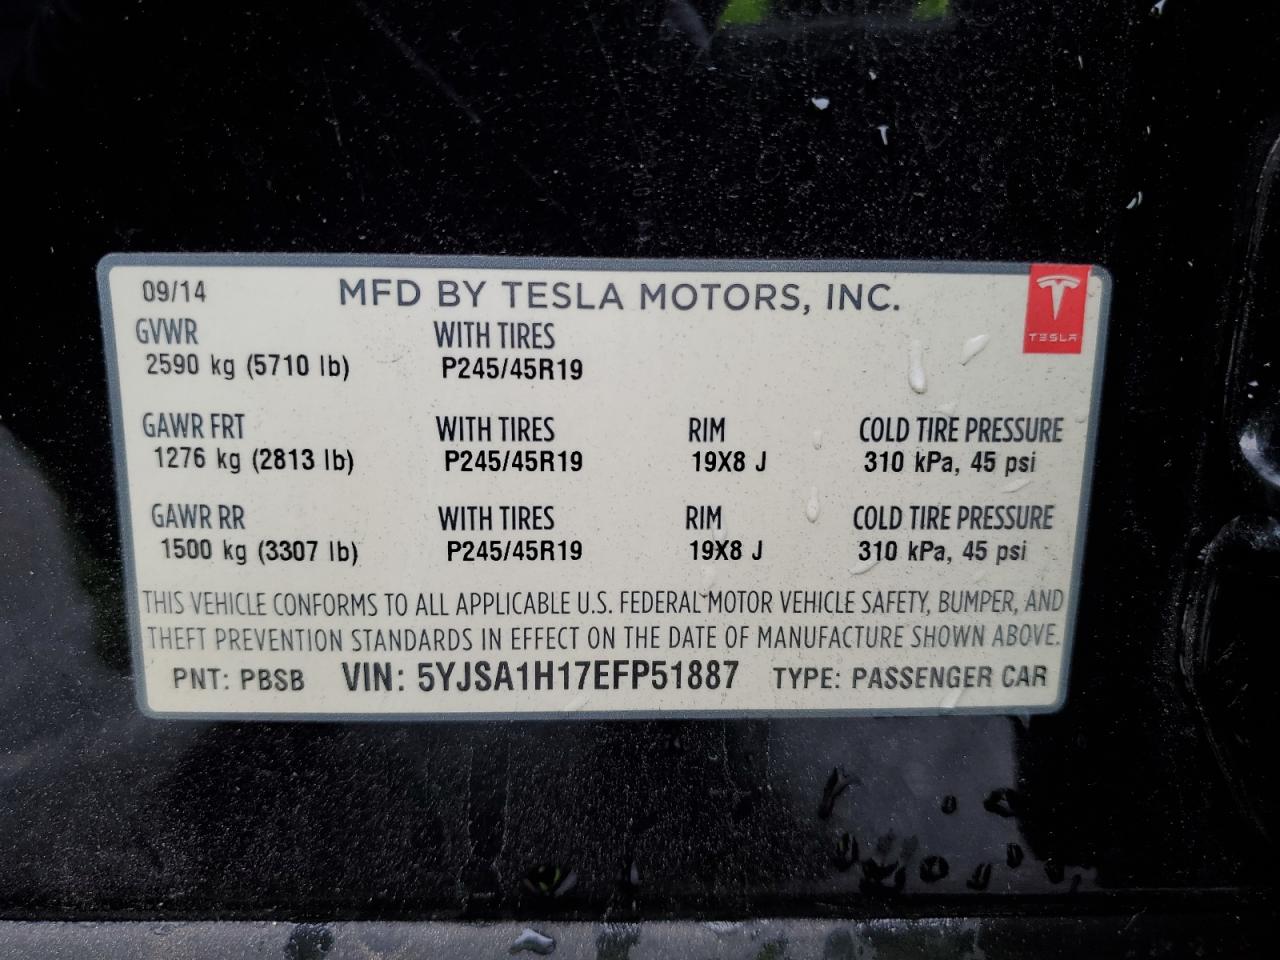 09/14 MFD BY TESLA MOTORS, INC.
TESLA
GVWR WITH TIRES
2590 kg (5710 lb) P245/45R19
GAWR FRT WITH TIRES RIM COLD TIRE PRESSURE
1276 kg (2813 lb) P245/45R19 19X8 J 310 kPa, 45 psi
GAWR RR WITH TIRES RIM COLD TIRE PRESSURE
1500 kg (3307 lb) P245/45R19 19X8 J 310 kPa, 45 psi
THIS VEHICLE CONFORMS TO ALL APPLICABLE U.S. FEDERAL MOTOR VEHICLE SAFETY, BUMPER, AND
THEFT PREVENTION STANDARDS IN EFFECT ON THE DATE OF MANUFACTURE SHOWN ABOVE.
PNT: PBSB VIN: 5YJSA1H17EFP51887 TYPE: PASSENGER CAR